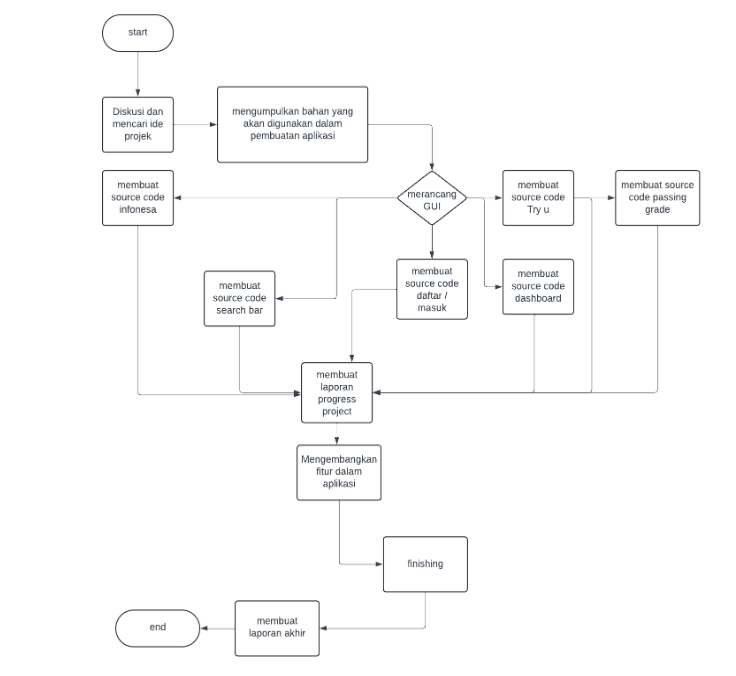 start
Diskusi dan
mencari ide
projek
mengumpulkan bahan yang
akan digunakan dalam
pembuatan aplikasi
membuat
source code
infonesa
merancang
GUI
membuat
source code
Try u
membuat source
code passing
grade
membuat
source code
search bar
membuat
source code
daftar /
masuk
membuat
source code
dashboard
membuat
laporan
progress
project
Mengembangkan
fitur dalam
aplikasi
finishing
membuat
laporan akhir
end